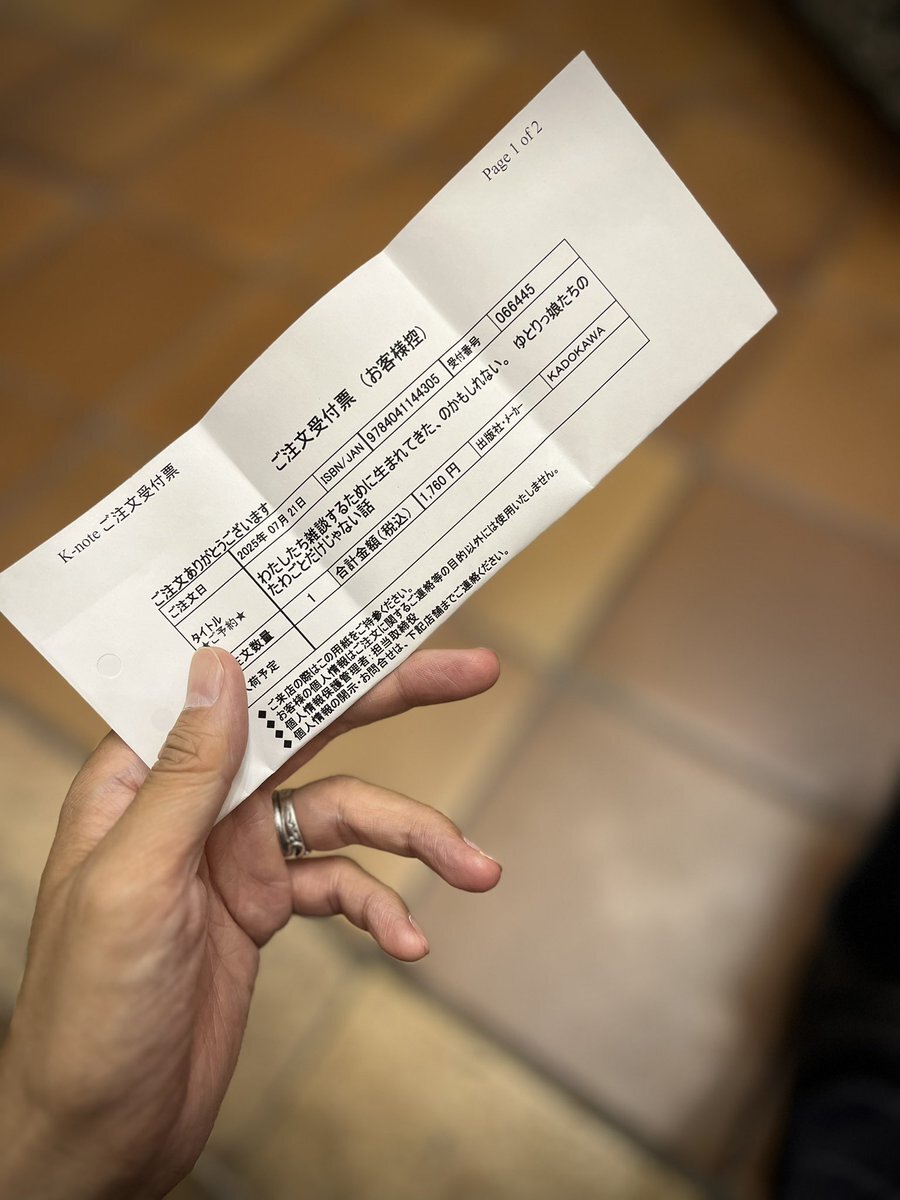 K-note ご注文受付票
Page 1 of 2
ご注文受付票 (お客様控)
ご注文ありがとうございます
ご注文日 2025年 07月 21日 ISBN/JAN 9784041144305 受付番号 066445
タイトル わたしたち雑談するために生まれてきた、のかもしれない。 ゆとりっ娘たちの
ご予約★ たわごとだけじゃない話
文数量 1 合計金額(税込) 1,760 円 出版社・メーカー KADOKAWA
荷予定
◆ ご来店の際はこの用紙をご持参ください。
◆ お客様の個人情報はご注文に関するご連絡等の目的以外には使用いたしません。
◆ 個人情報保護管理者:担当取締役
◆ 個人情報の開示・お問合せは、下記店舗までご連絡ください。